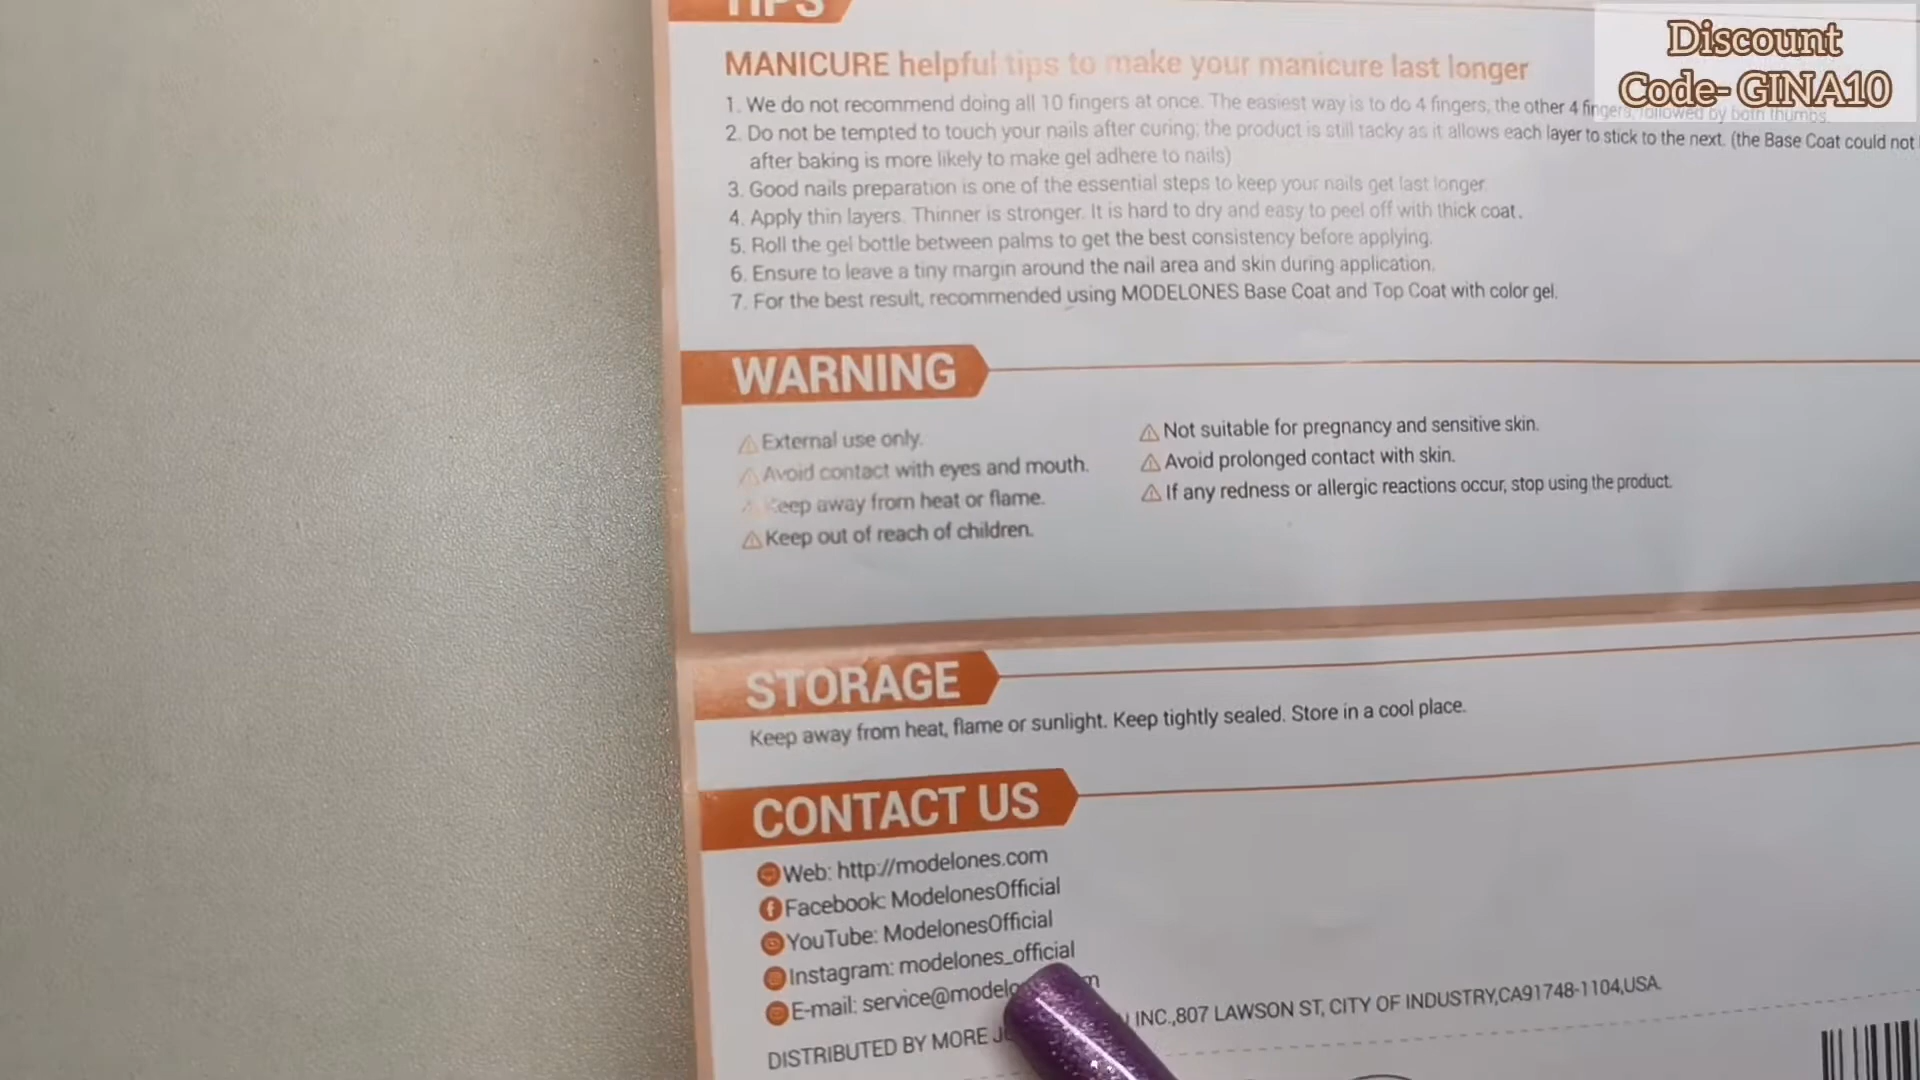 TIPS
Discount
Code- GINA10
MANICURE helpful tips to make your manicure last longer
1. We do not recommend doing all 10 fingers at once. The easiest way is to do 4 fingers, the other 4 fingers, followed by both thumbs.
2. Do not be tempted to touch your nails after curing; the product is still tacky as it allows each layer to stick to the next. (the Base Coat could not
after baking is more likely to make gel adhere to nails)
3. Good nails preparation is one of the essential steps to keep your nails get last longer.
4. Apply thin layers. Thinner is stronger. It is hard to dry and easy to peel off with thick coat.
5. Roll the gel bottle between palms to get the best consistency before applying.
6. Ensure to leave a tiny margin around the nail area and skin during application.
7. For the best result, recommended using MODELONES Base Coat and Top Coat with color gel.
WARNING
External use only.
Avoid contact with eyes and mouth.
Keep away from heat or flame.
Keep out of reach of children.
Not suitable for pregnancy and sensitive skin.
Avoid prolonged contact with skin.
If any redness or allergic reactions occur, stop using the product.
STORAGE
Keep away from heat, flame or sunlight. Keep tightly sealed. Store in a cool place.
CONTACT US
Web: http://modelones.com
Facebook: ModelonesOfficial
YouTube: ModelonesOfficial
Instagram: modelones_official
E-mail:
DISTRIBUTED BY MORE INC.,807 LAWSON ST, CITY OF INDUSTRY,CA91748-1104,USA.